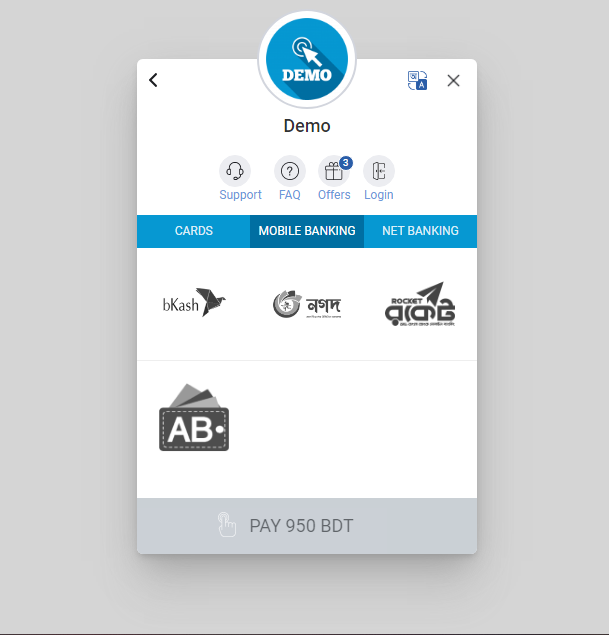 DEMO
A
Demo
3
Support
FAQ
Offers
Login
CARDS
MOBILE BANKING
NET BANKING
bKash
নগদ
ROCKET
রকেট
AB
PAY 950 BDT